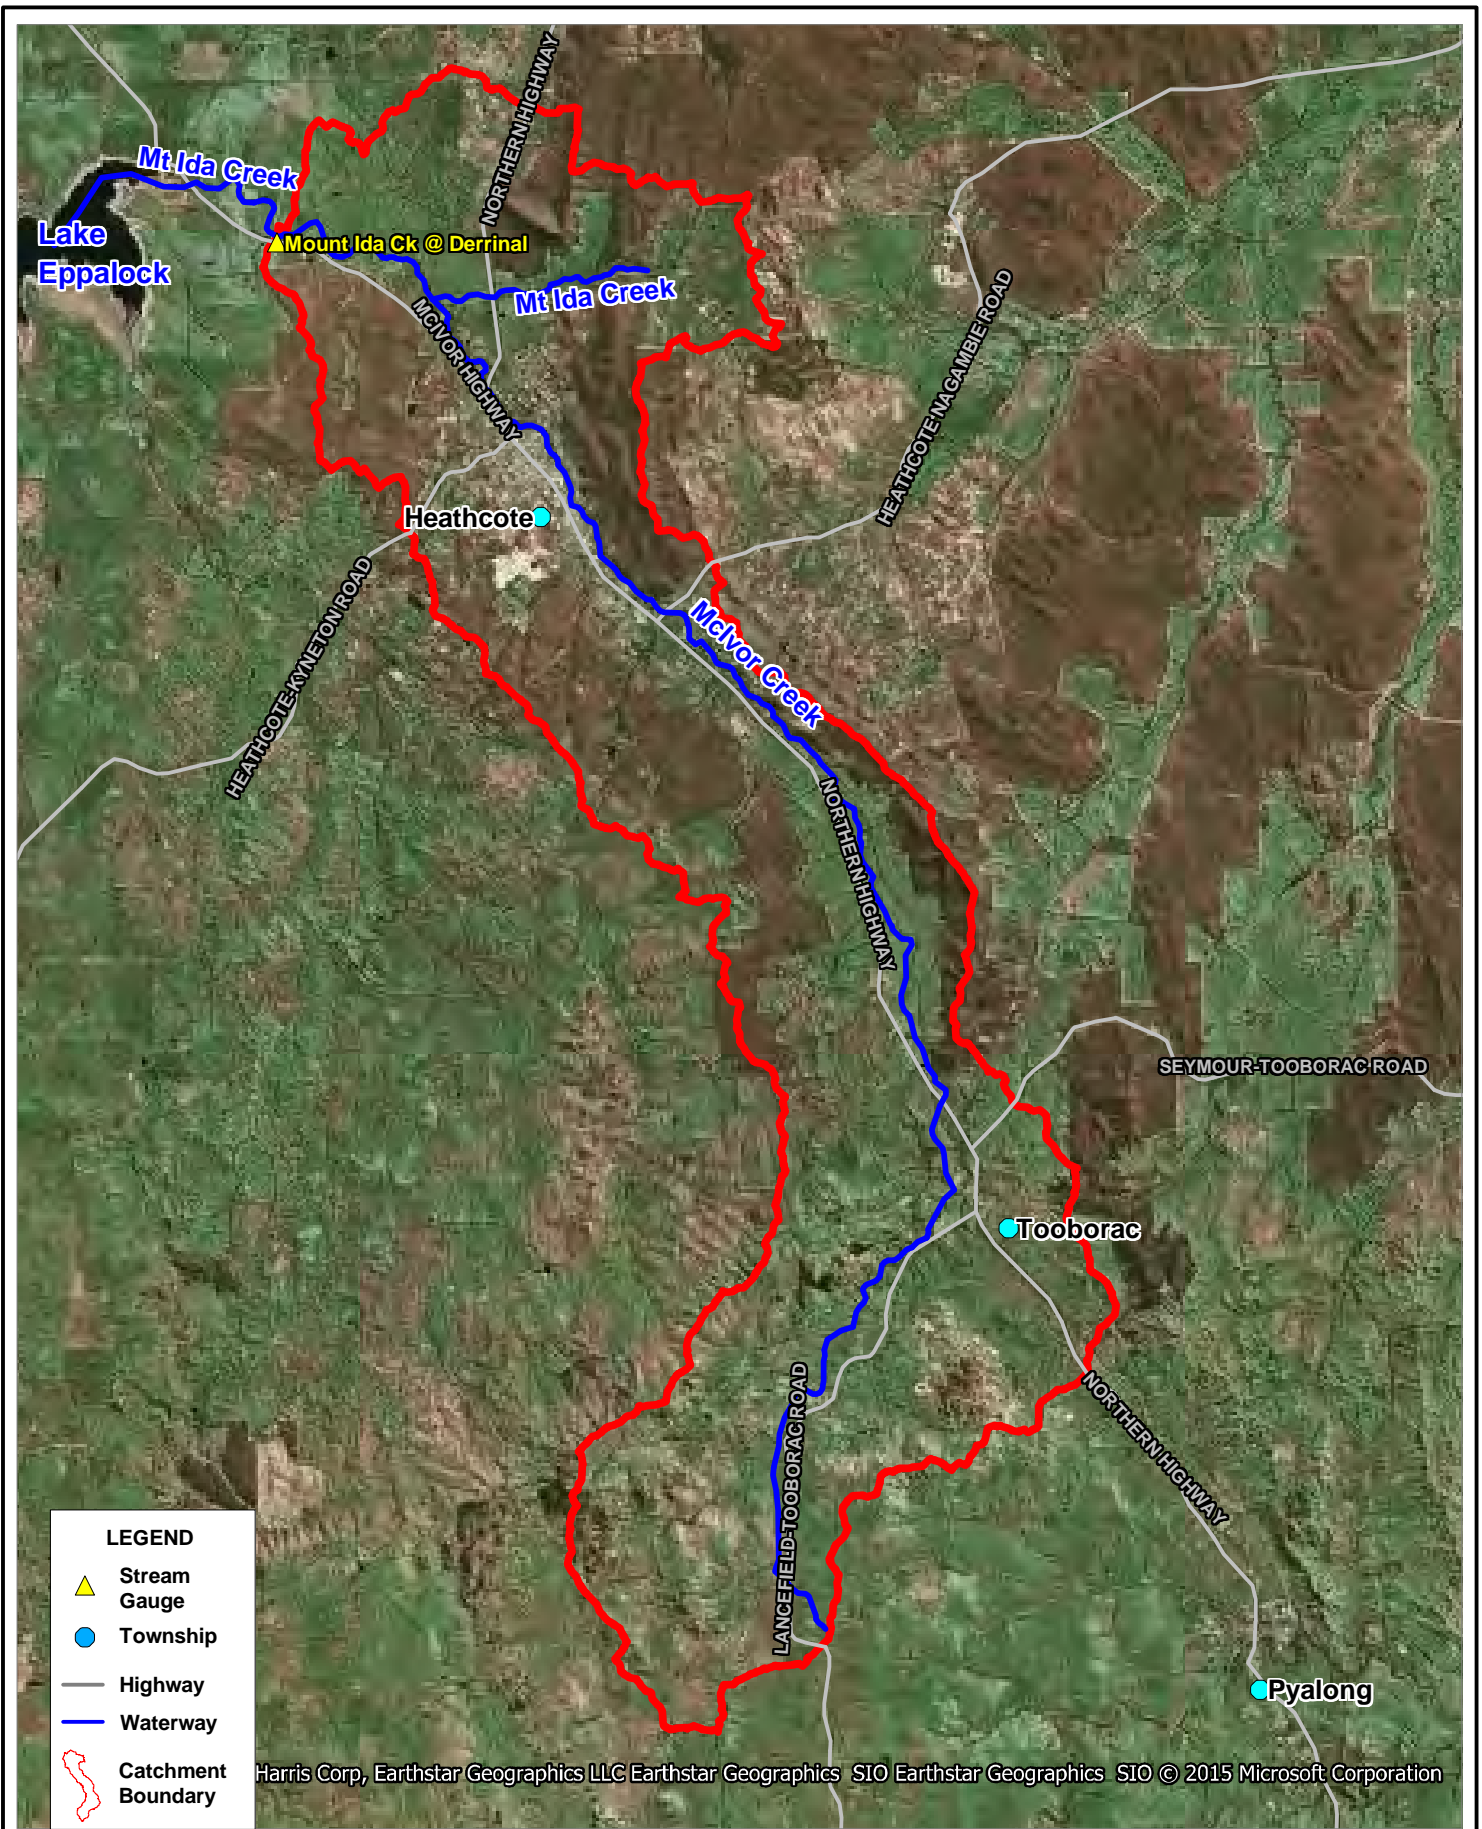 NORTHERN HIGHWAY
Mt Ida Creek
Lake
Eppalock
Mount Ida Ck @ Derrinal
Mt Ida Creek
MCIVOR HIGHWAY
HEATHCOTE-NAGAMBIE ROAD
Heathcote
HEATHCOTE-KYNETON ROAD
McIvor Creek
NORTHERN HIGHWAY
SEYMOUR-TOOBORAC ROAD
Tooborac
LANCEFIELD-TOOBORAC ROAD
NORTHERN HIGHWAY
Pyalong
LEGEND
Stream
Gauge
Township
Highway
Waterway
Catchment
Boundary
Harris Corp, Earthstar Geographics LLC Earthstar Geographics SIO Earthstar Geographics SIO © 2015 Microsoft Corporation